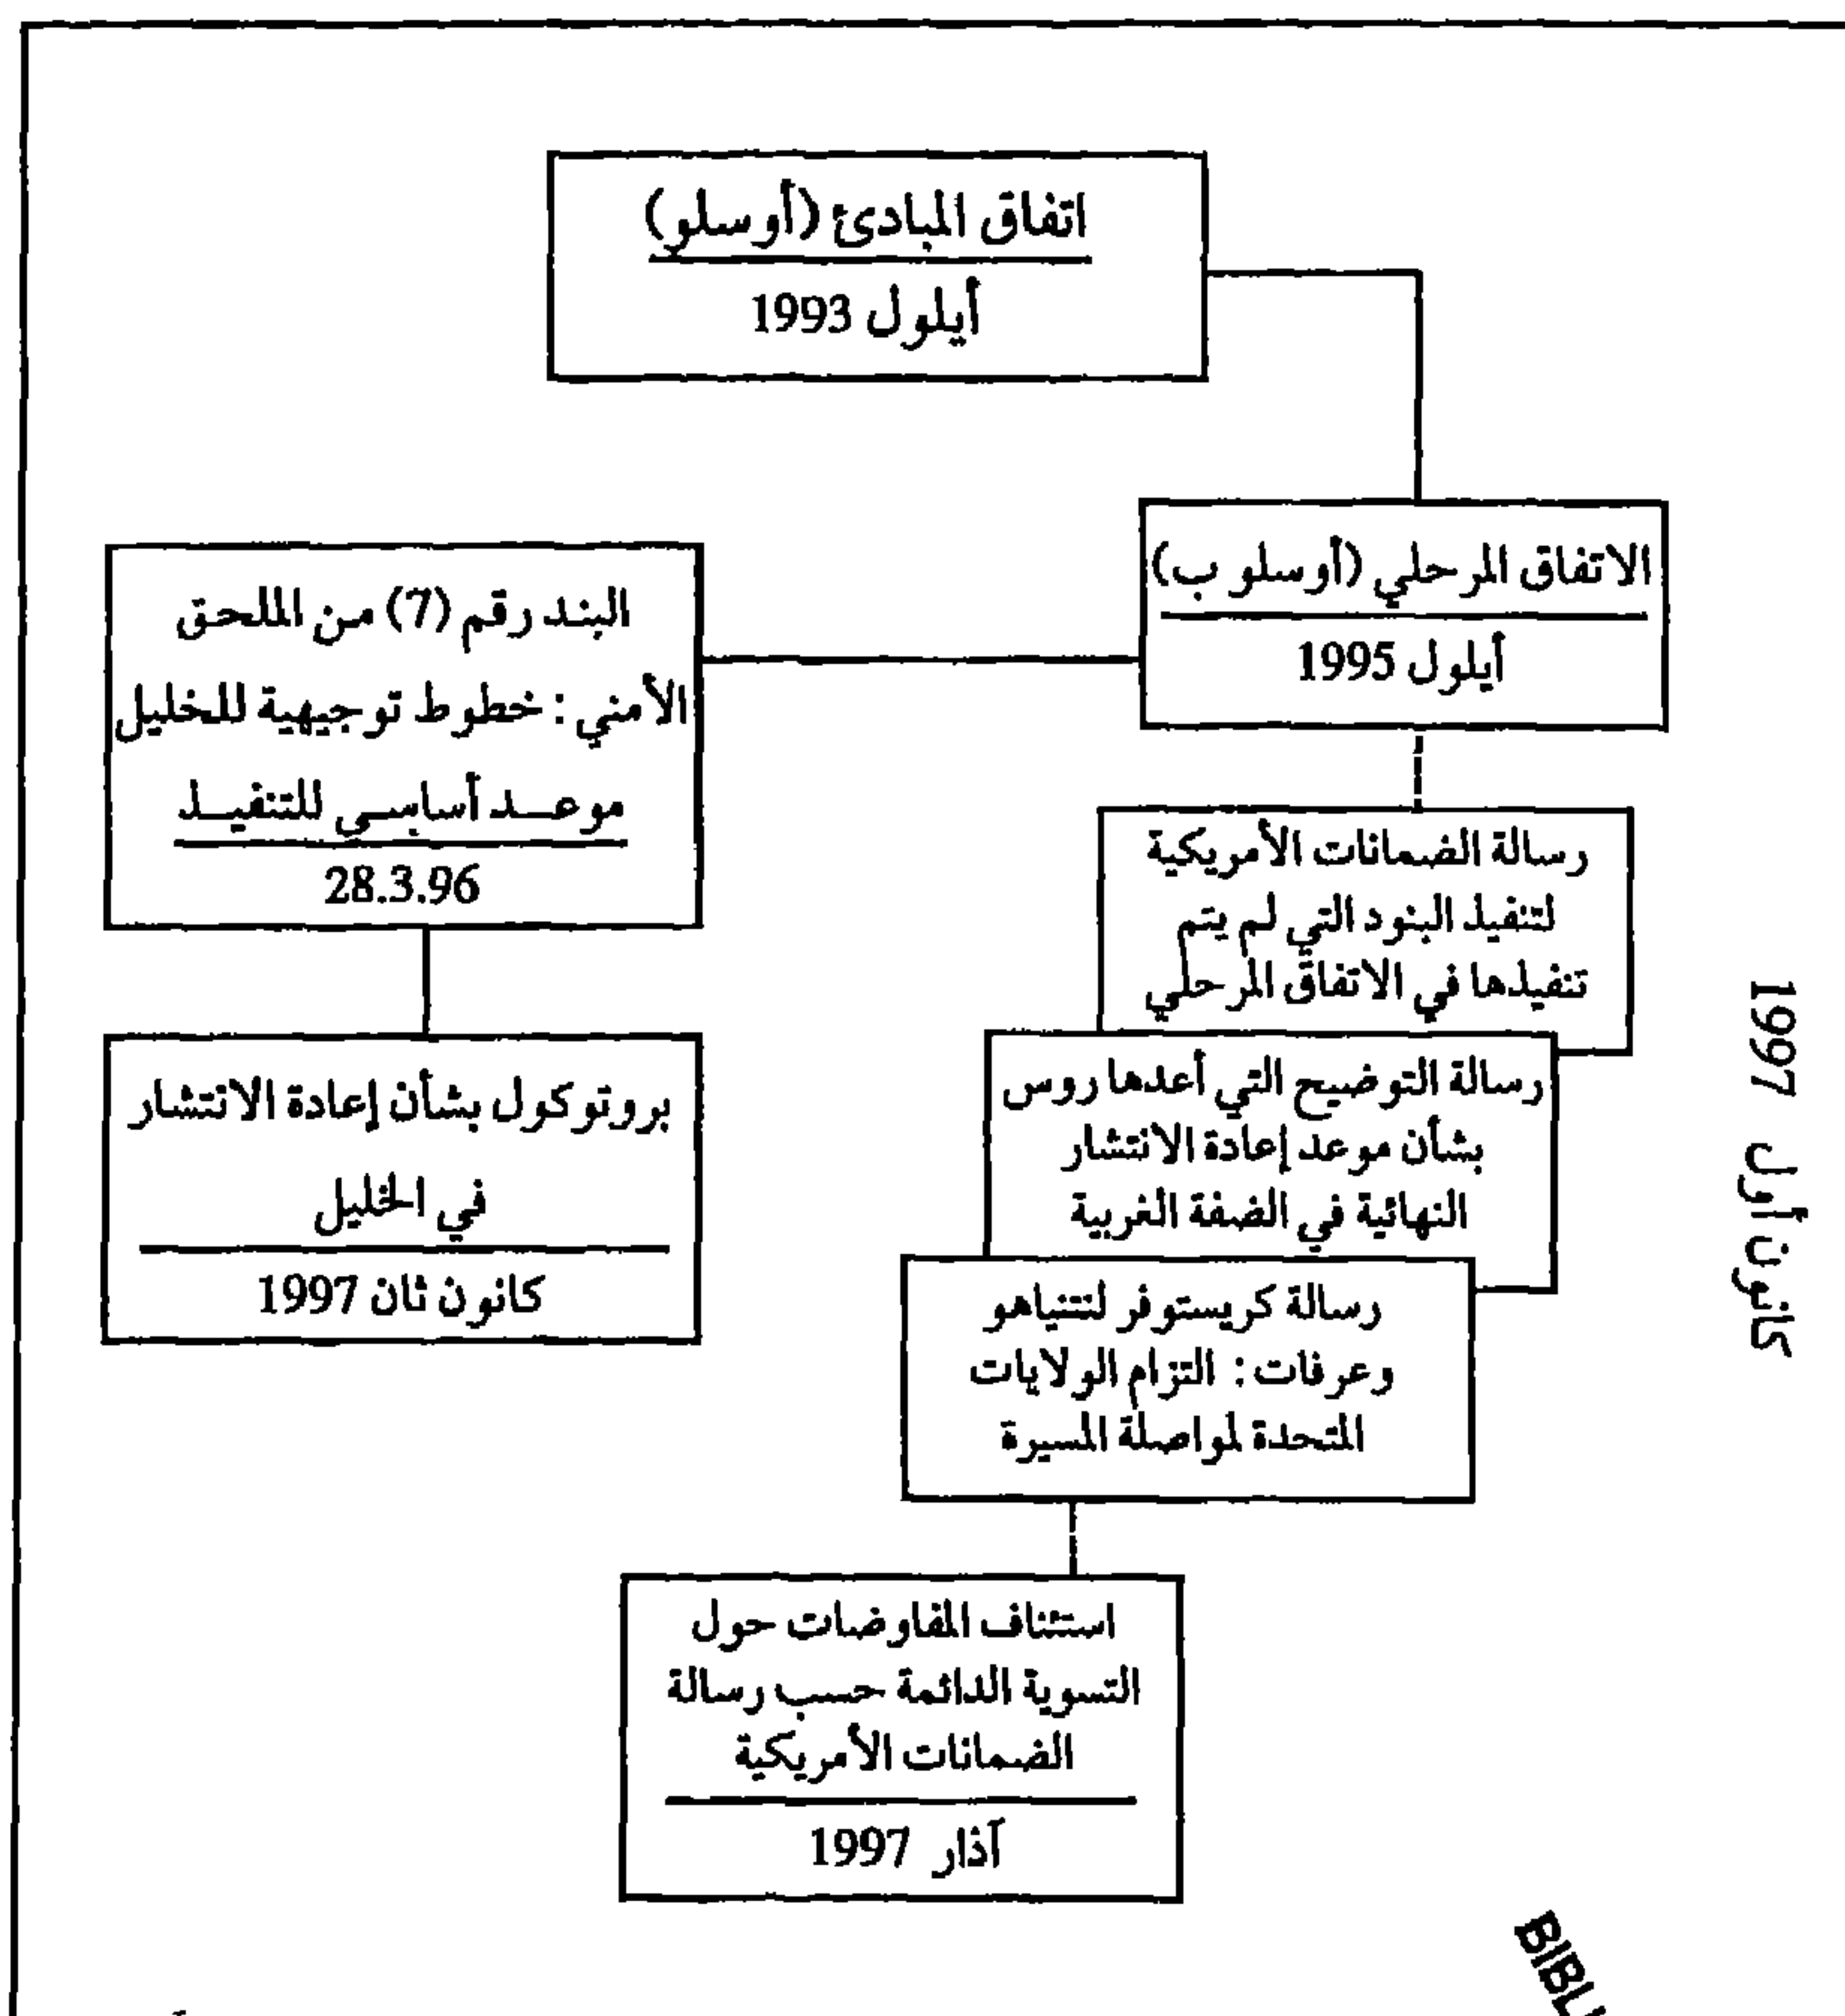 اتفاق المبادئ (أوسلو)
أيلول 1993
الاتفاق المرحلي (أوسلو ب)
أيلول 1995
البند رقم (7) من الملحق
الأمني : خطوط توجيهية للخليل
موعد أساسي للتنفيذ
28.3.96
رسالة الضمانات الأمريكية
لتنفيذ البنود التي لم يتم
تنفيذها في الاتفاق المرحلي
رسالة التوضيح التي أعدها روس
بشأن موعد إعادة الانتشار
النهائية في الضفة الغربية
رسالة كريستوفر لنتنياهو
وعرفات : التزام الولايات
المتحدة لمواصلة المسيرة
كانون أول 1997
بروتوكول بشأن إعادة الانتشار
في الخليل
كانون ثان 1997
استئناف المفاوضات حول
التسوية الدائمة حسب رسالة
الضمانات الأمريكية
آذار 1997